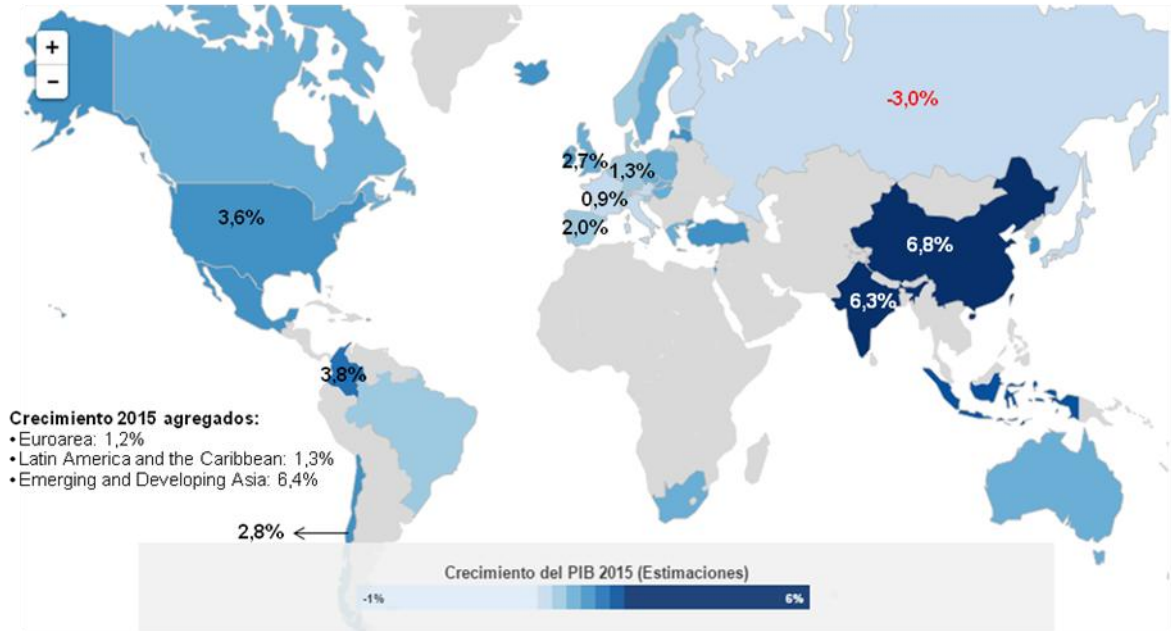 +
−
-3,0%
2,7%
1,3%
0,9%
3,6%
2,0%
6,8%
6,3%
3,8%
Crecimiento 2015 agregados:
• Euroarea: 1,2%
• Latin America and the Caribbean: 1,3%
• Emerging and Developing Asia: 6,4%
2,8%
Crecimiento del PIB 2015 (Estimaciones)
-1% 6%